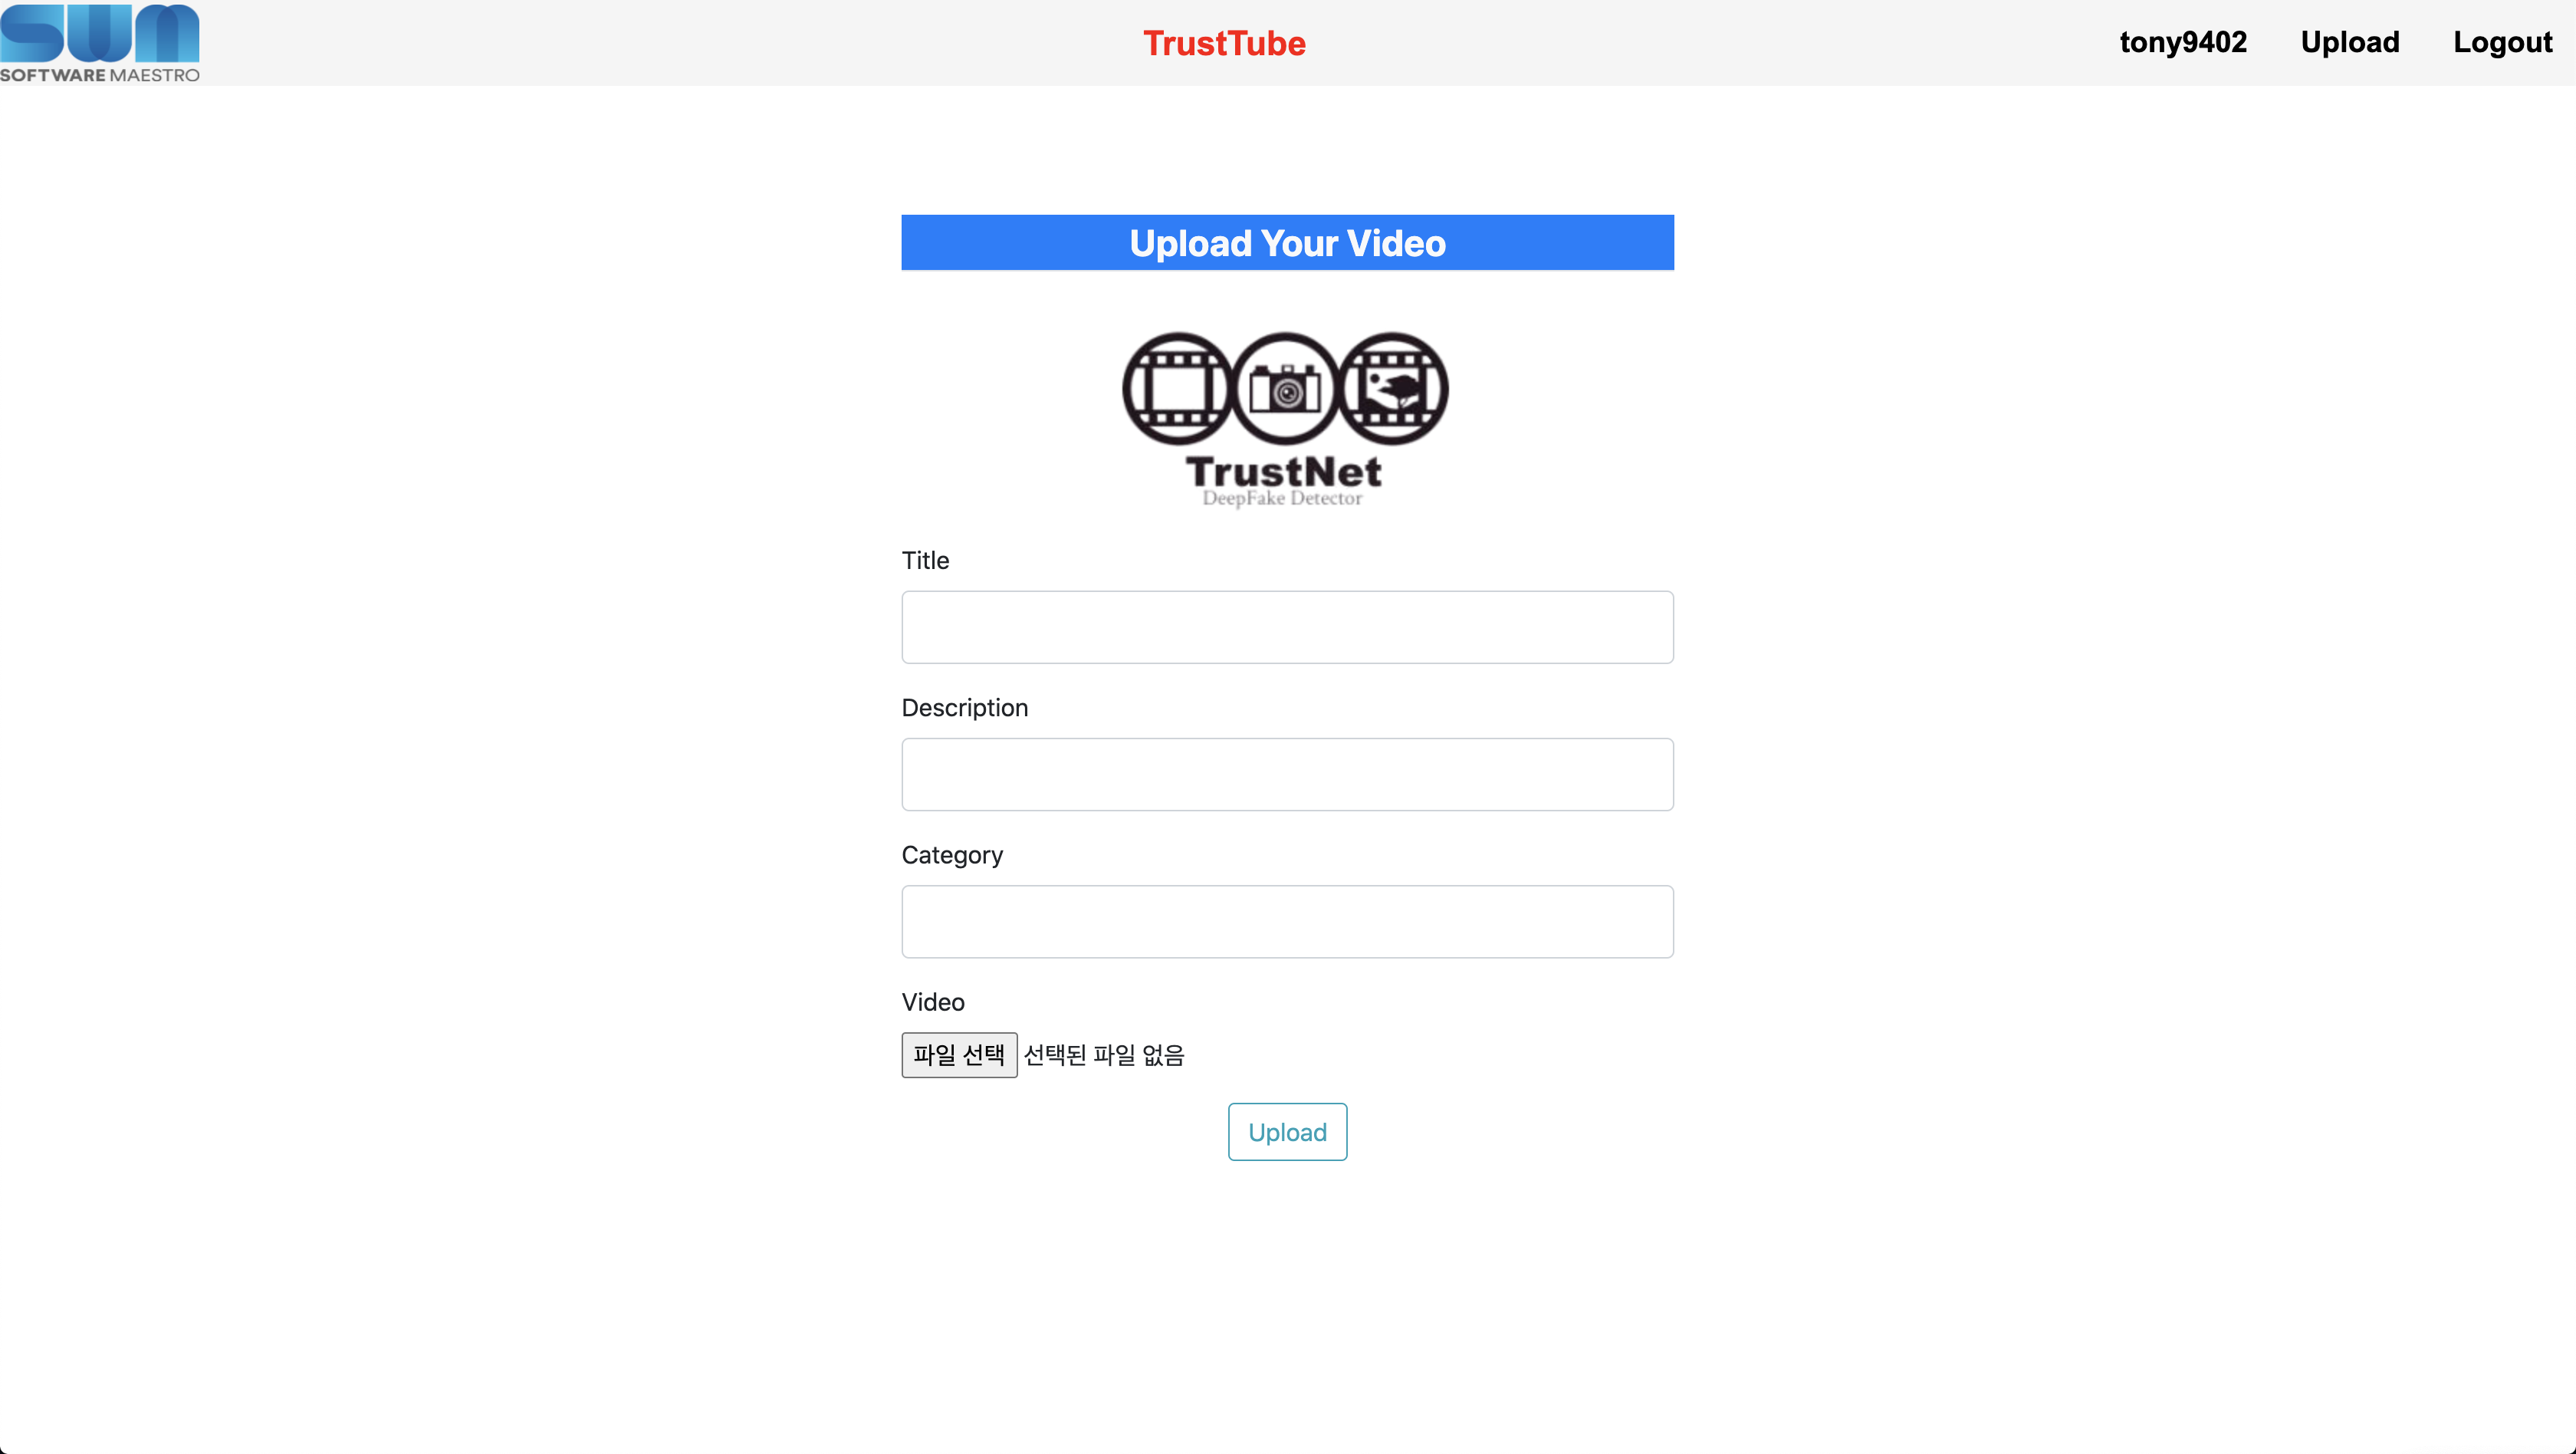 SWM
SOFTWARE MAESTRO
TrustTube
tony9402 Upload Logout
Upload Your Video
TrustNet
DeepFake Detector
Title
Description
Category
Video
파일 선택 선택된 파일 없음
Upload